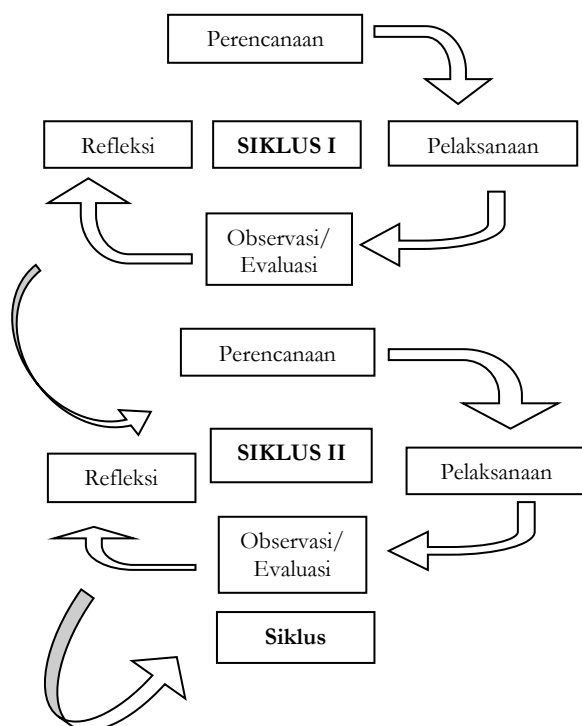 Perencanaan
Refleksi
SIKLUS I
Pelaksanaan
Observasi/
Evaluasi
Perencanaan
SIKLUS II
Refleksi
Pelaksanaan
Observasi/
Evaluasi
Siklus